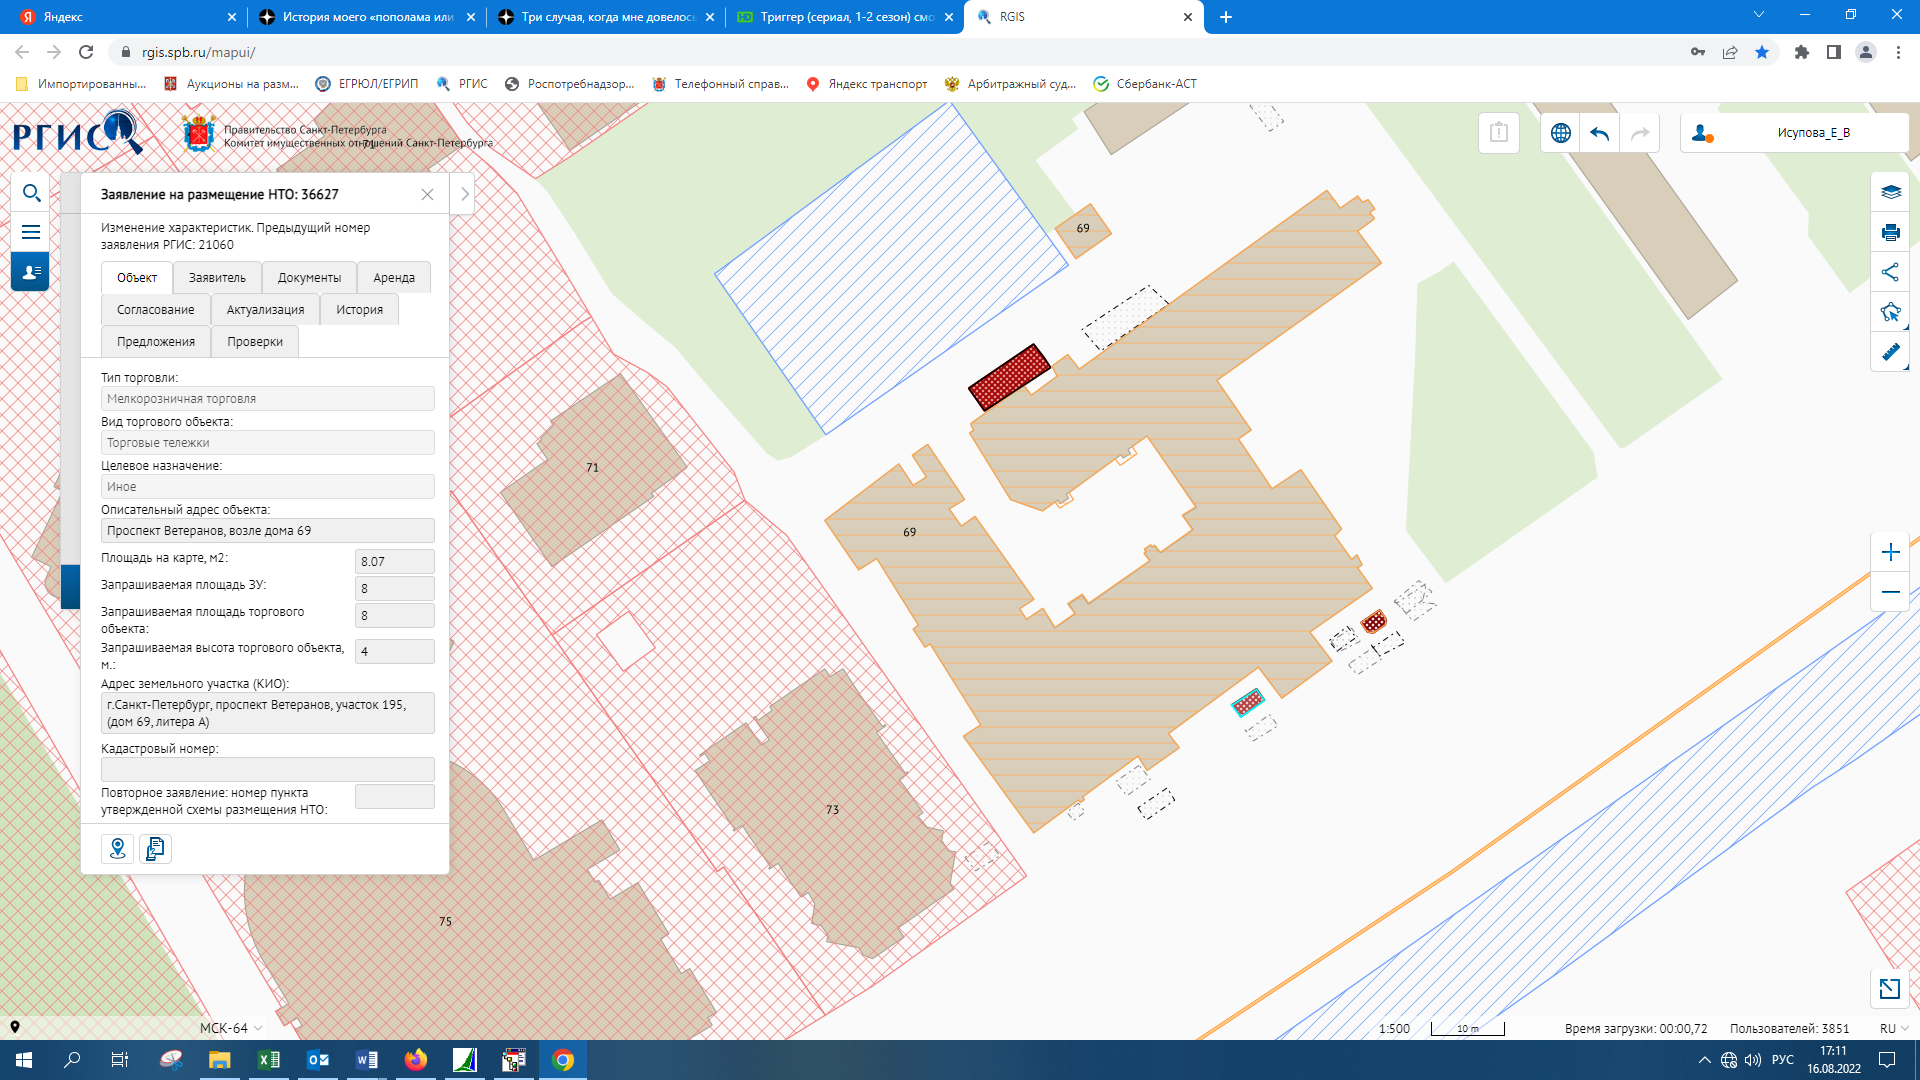 Яндекс
История моего «пополама или
Три случая, когда мне довелось
Триггер (сериал, 1-2 сезон) смо
RGIS
rgis.spb.ru/mapui/
Импортированны...
Аукционы на разм...
ЕГРЮЛ/ЕГРИП
РГИС
Роспотребнадзор...
Телефонный справ...
Яндекс транспорт
Арбитражный суд...
Сбербанк-АСТ
РГИС
Правительство Санкт-Петербурга
Комитет имущественных отношений Санкт-Петербурга
71
Исупова_Е_В
Заявление на размещение НТО: 36627
Изменение характеристик. Предыдущий номер
заявления РГИС: 21060
Объект
Заявитель
Документы
Аренда
Согласование
Актуализация
История
Предложения
Проверки
Тип торговли:
Мелкорозничная торговля
Вид торгового объекта:
Торговые тележки
Целевое назначение:
Иное
Описательный адрес объекта:
Проспект Ветеранов, возле дома 69
Площадь на карте, м2:
8.07
Запрашиваемая площадь ЗУ:
8
Запрашиваемая площадь торгового
объекта:
8
Запрашиваемая высота торгового объекта,
м.:
4
Адрес земельного участка (КИО):
г.Санкт-Петербург, проспект Ветеранов, участок 195,
(дом 69, литера А)
Кадастровый номер:
Повторное заявление: номер пункта
утвержденной схемы размещения НТО:
69
71
69
73
75
МСК-64
1:500
10 m
Время загрузки: 00:00,72
Пользователей: 3851
RU
РУС
17:11
16.08.2022